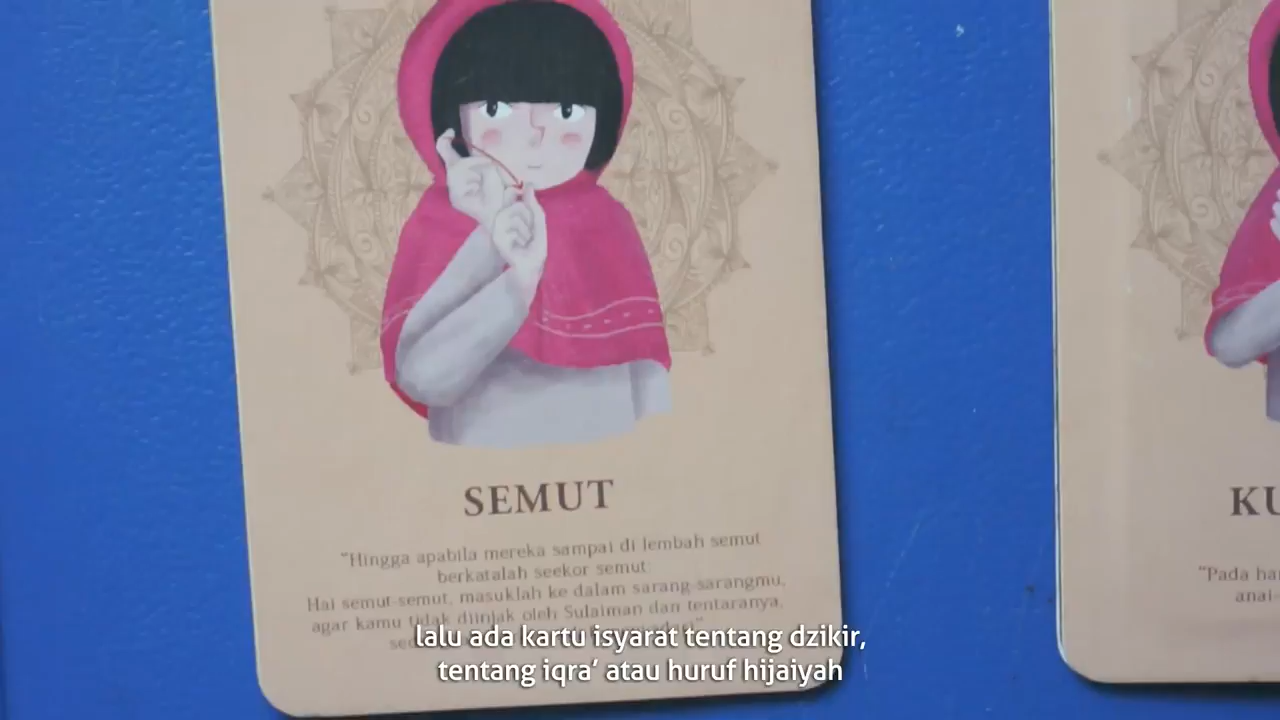 SEMUT
"Hingga apabila mereka sampai di lembah semut
berkatalah seekor semut:
Hai semut-semut, masuklah ke dalam sarang-sarangmu,
agar kamu tidak diinjak oleh Sulaiman dan tentaranya,
lalu ada kartu isyarat tentang dzikir,
tentang iqra' atau huruf hijaiyah
KU
"Pada har
anai-